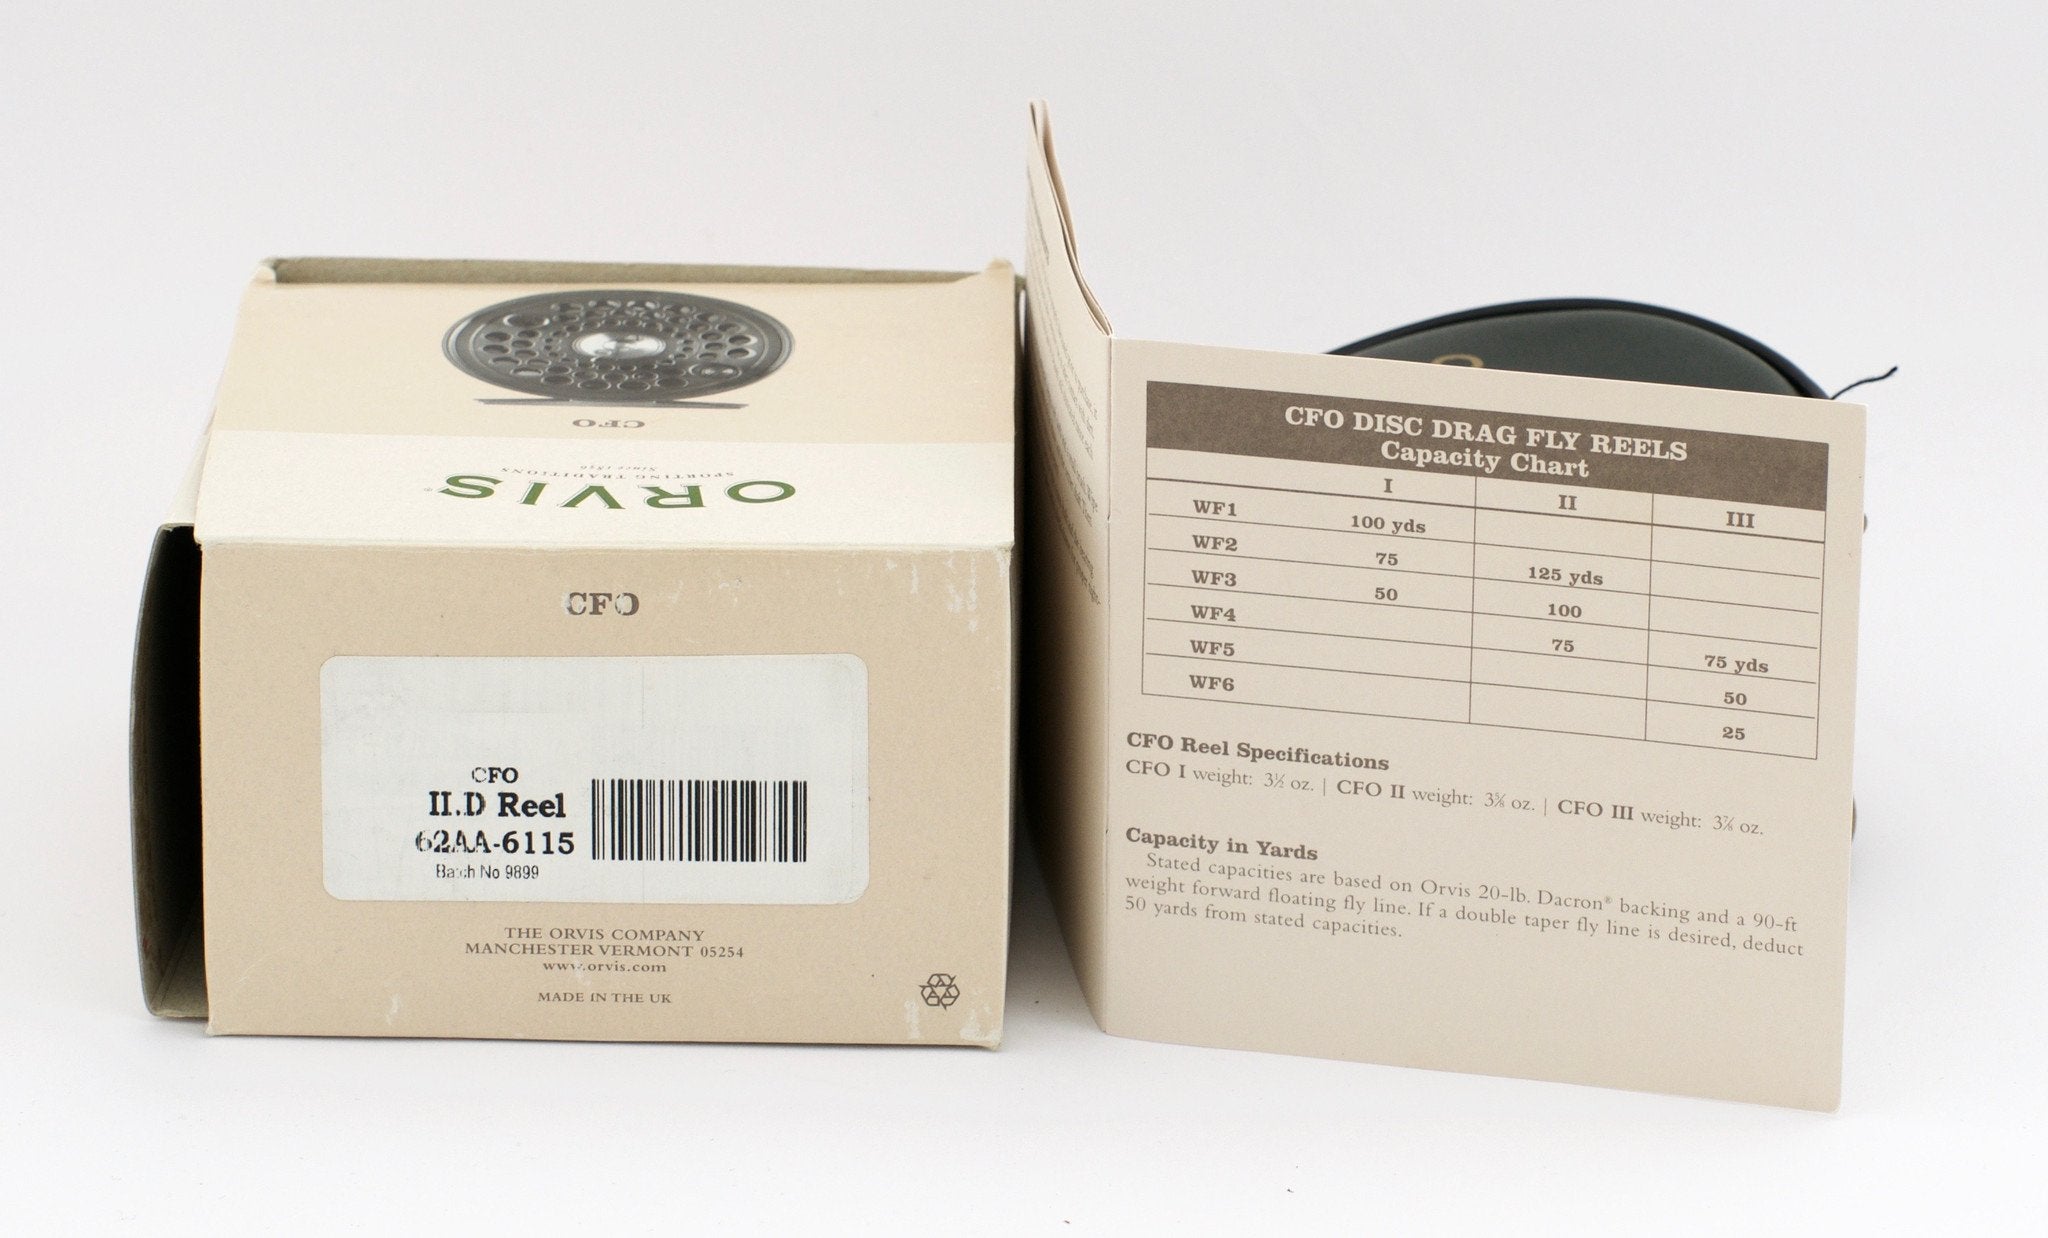 ORVIS®
SPORTING TRADITIONS
Since 1856
CFO
CFO
CFO
II.D Reel
62AA-6115
Batch No 9899
THE ORVIS COMPANY
MANCHESTER VERMONT 05254
www.orvis.com
MADE IN THE UK
CFO DISC DRAG FLY REELS
Capacity Chart
I II III
WF1 100 yds
WF2 75 125 yds
WF3 50 100
WF4 75 75 yds
WF5 50
WF6 25
CFO Reel Specifications
CFO I weight: 3½ oz. | CFO II weight: 3⅝ oz. | CFO III weight: 3⅞ oz.
Capacity in Yards
Stated capacities are based on Orvis 20-lb. Dacron® backing and a 90-ft
weight forward floating fly line. If a double taper fly line is desired, deduct
50 yards from stated capacities.